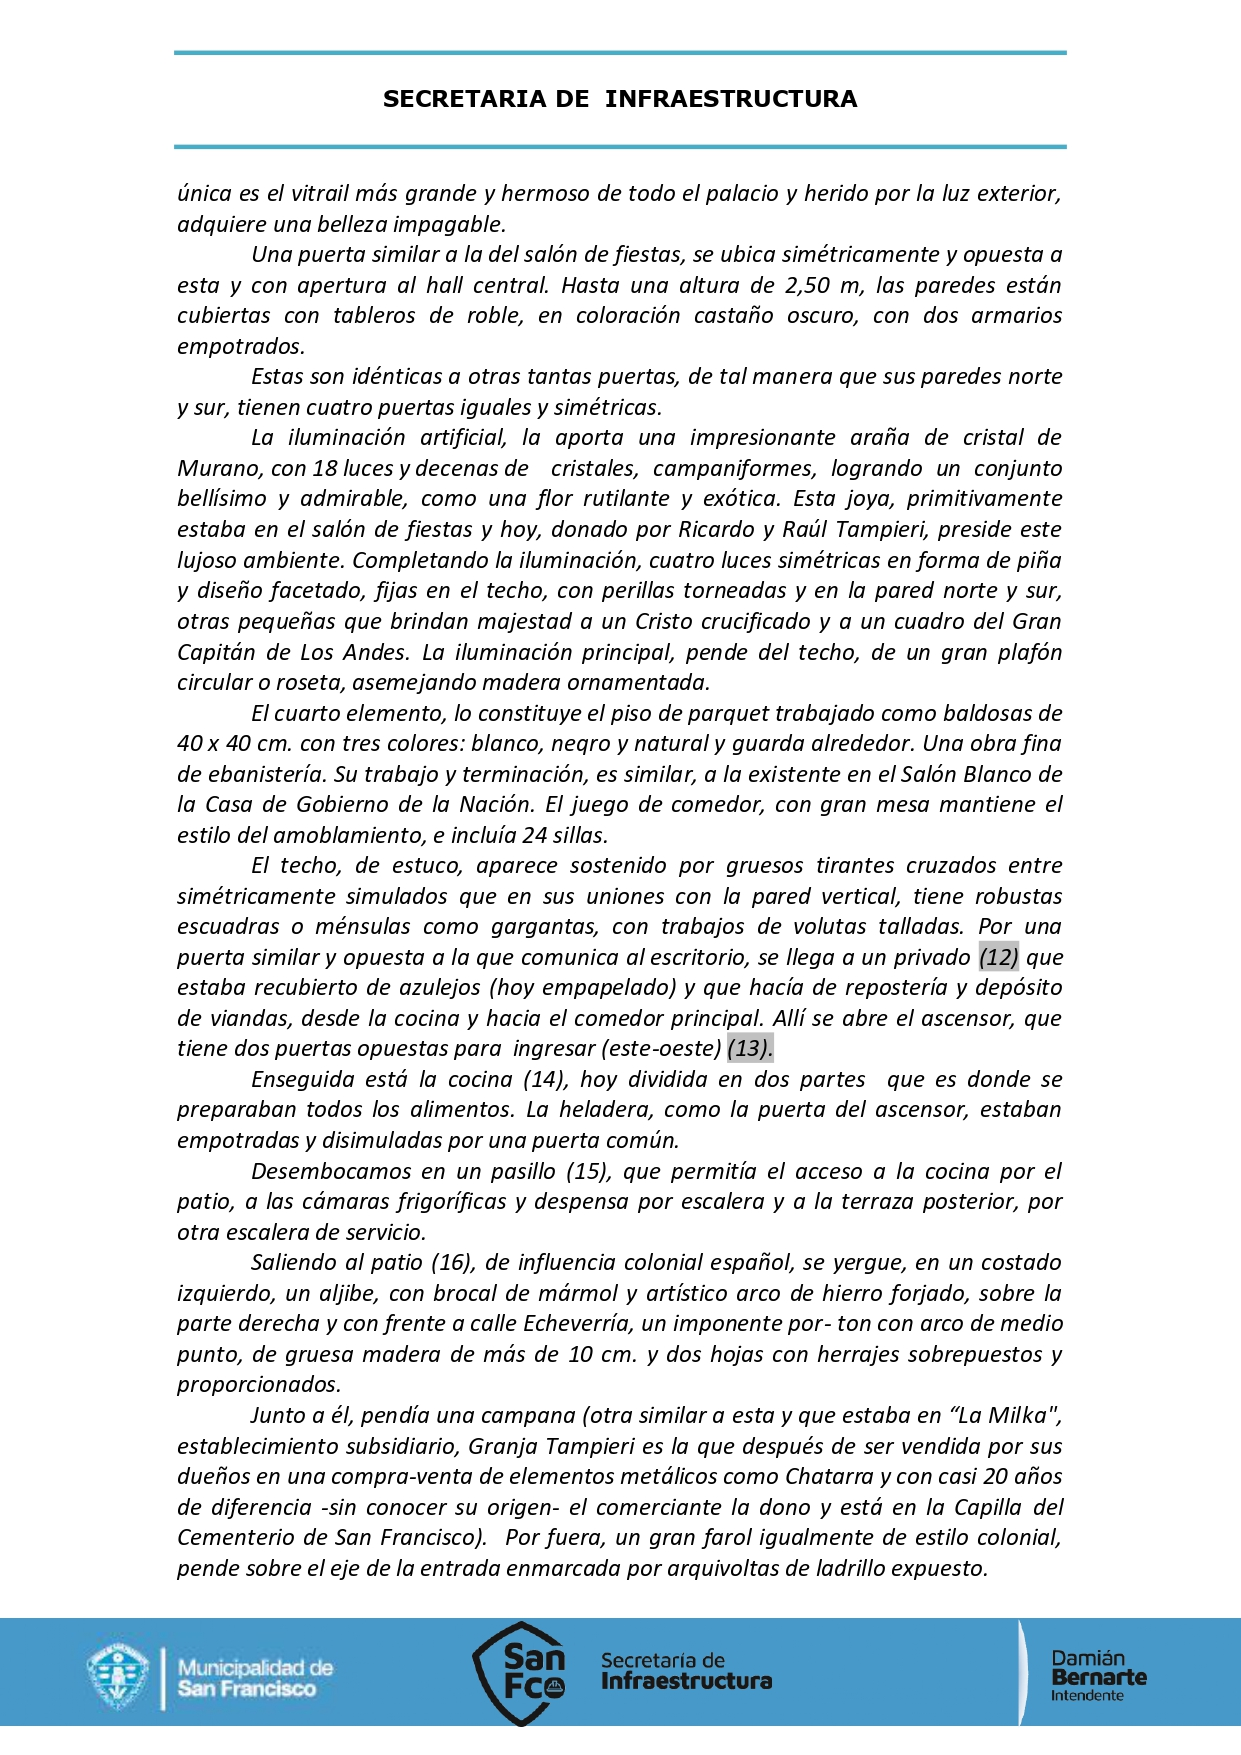 SECRETARIA DE  INFRAESTRUCTURA
única es el vitrail más grande y hermoso de todo el palacio y herido por la luz exterior,
adquiere una belleza impagable.
Una puerta similar a la del salón de fiestas, se ubica simétricamente y opuesta a
esta y con apertura al hall central. Hasta una altura de 2,50 m, las paredes están
cubiertas con tableros de roble, en coloración castaño oscuro, con dos armarios
empotrados.
Estas son idénticas a otras tantas puertas, de tal manera que sus paredes norte
y sur, tienen cuatro puertas iguales y simétricas.
La iluminación artificial, la aporta una impresionante araña de cristal de
Murano, con 18 luces y decenas de  cristales, campaniformes, logrando un conjunto
bellísimo y admirable, como una flor rutilante y exótica. Esta joya, primitivamente
estaba en el salón de fiestas y hoy, donado por Ricardo y Raúl Tampieri, preside este
lujoso ambiente. Completando la iluminación, cuatro luces simétricas en forma de piña
y diseño facetado, fijas en el techo, con perillas torneadas y en la pared norte y sur,
otras pequeñas que brindan majestad a un Cristo crucificado y a un cuadro del Gran
Capitán de Los Andes. La iluminación principal, pende del techo, de un gran plafón
circular o roseta, asemejando madera ornamentada.
El cuarto elemento, lo constituye el piso de parquet trabajado como baldosas de
40 x 40 cm. con tres colores: blanco, neqro y natural y guarda alrededor. Una obra fina
de ebanistería. Su trabajo y terminación, es similar, a la existente en el Salón Blanco de
la Casa de Gobierno de la Nación. El juego de comedor, con gran mesa mantiene el
estilo del amoblamiento, e incluía 24 sillas.
El techo, de estuco, aparece sostenido por gruesos tirantes cruzados entre
simétricamente simulados que en sus uniones con la pared vertical, tiene robustas
escuadras o ménsulas como gargantas, con trabajos de volutas talladas. Por una
puerta similar y opuesta a la que comunica al escritorio, se llega a un privado (12) que
estaba recubierto de azulejos (hoy empapelado) y que hacía de repostería y depósito
de viandas, desde la cocina y hacia el comedor principal. Allí se abre el ascensor, que
tiene dos puertas opuestas para  ingresar (este-oeste) (13).
Enseguida está la cocina (14), hoy dividida en dos partes  que es donde se
preparaban todos los alimentos. La heladera, como la puerta del ascensor, estaban
empotradas y disimuladas por una puerta común.
Desembocamos en un pasillo (15), que permitía el acceso a la cocina por el
patio, a las cámaras frigoríficas y despensa por escalera y a la terraza posterior, por
otra escalera de servicio.
Saliendo al patio (16), de influencia colonial español, se yergue, en un costado
izquierdo, un aljibe, con brocal de mármol y artístico arco de hierro forjado, sobre la
parte derecha y con frente a calle Echeverría, un imponente por- ton con arco de medio
punto, de gruesa madera de más de 10 cm. y dos hojas con herrajes sobrepuestos y
proporcionados.
Junto a él, pendía una campana (otra similar a esta y que estaba en “La Milka",
establecimiento subsidiario, Granja Tampieri es la que después de ser vendida por sus
dueños en una compra-venta de elementos metálicos como Chatarra y con casi 20 años
de diferencia -sin conocer su origen- el comerciante la dono y está en la Capilla del
Cementerio de San Francisco).  Por fuera, un gran farol igualmente de estilo colonial,
pende sobre el eje de la entrada enmarcada por arquivoltas de ladrillo expuesto.
Municipalidad de
San Francisco
San
Fco
Secretaría de
Infraestructura
Damián
Bernarte
Intendente